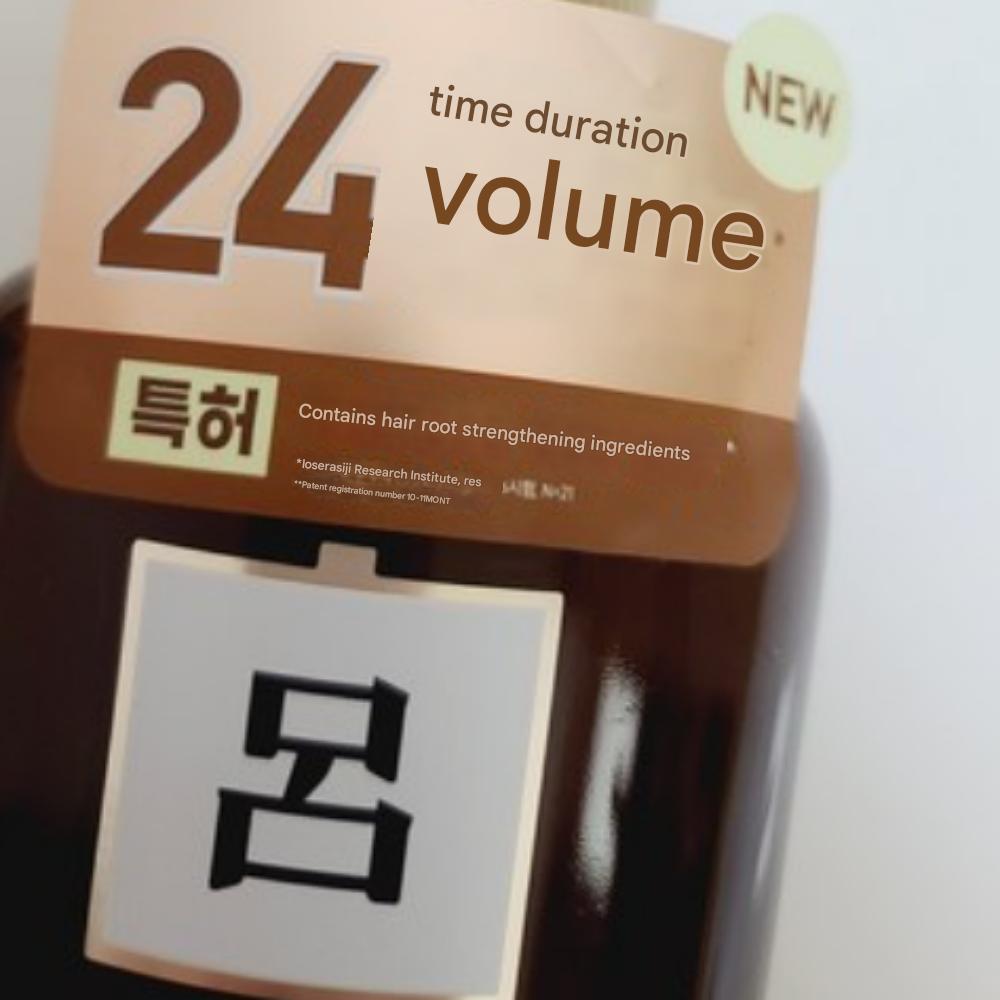 24
time duration
volume
NEW
특허
Contains hair root strengthening ingredients
*loserasiji Research Institute, res
**Patent registration number 10-11MONT
呂